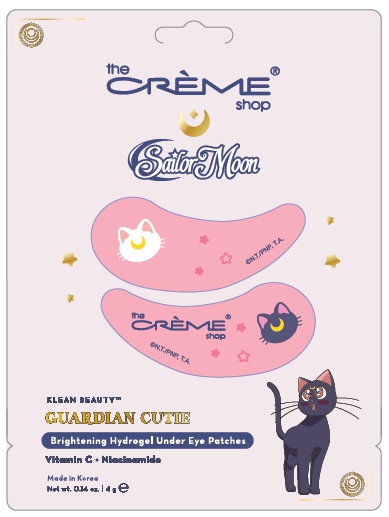 the
CRÈME®
shop
Sailor Moon
©N.T./PNP, T.A.
the
CRÈME®
shop
©N.T./PNP, T.A.
KLEAN BEAUTY™
GUARDIAN CUTIE
Brightening Hydrogel Under Eye Patches
Vitamin C • Niacinamide
Made in Korea
Net wt. 0.14 oz. | 4 g ℮